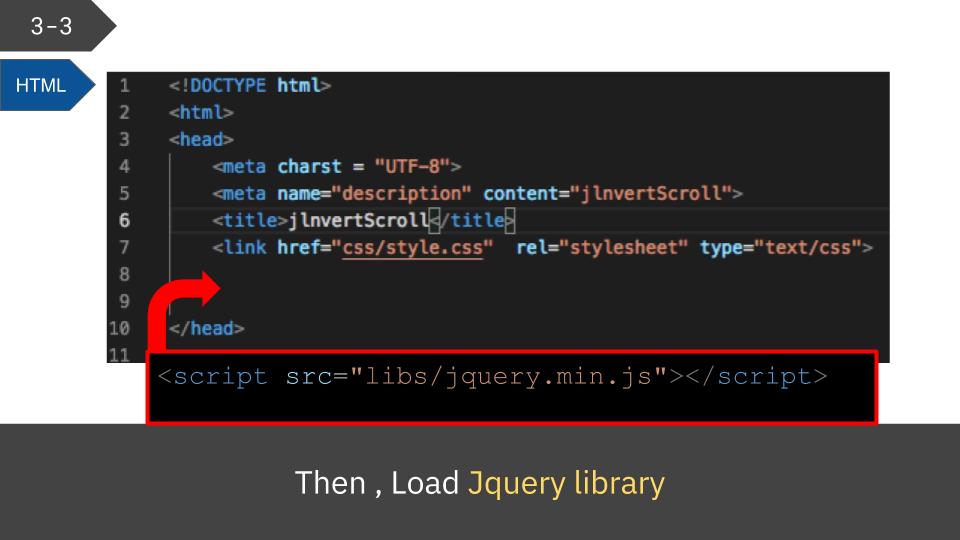 3-3
HTML
1 <!DOCTYPE html>
2 <html>
3 <head>
4 <meta charst = "UTF-8">
5 <meta name="description" content="jlnvertScroll">
6 <title>jlnvertScroll</title>
7 <link href="css/style.css" rel="stylesheet" type="text/css">
8
9
10 </head>
11
<script src="libs/jquery.min.js"></script>
Then , Load Jquery library